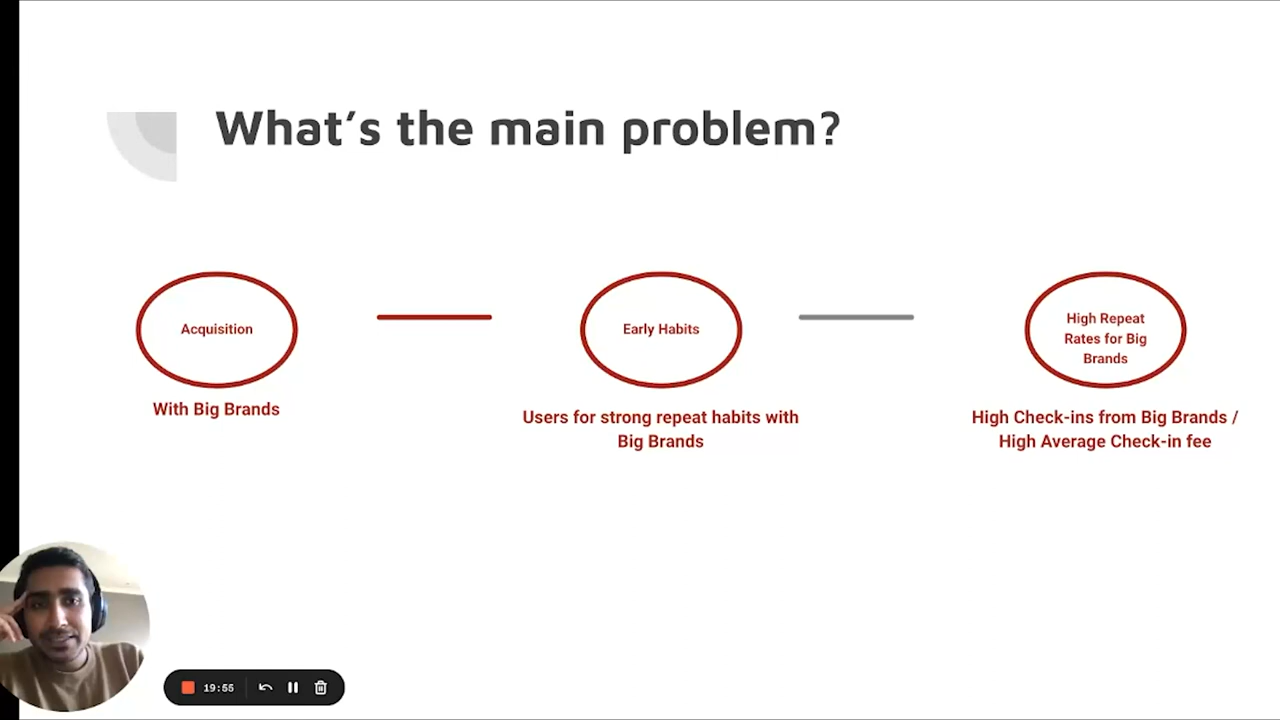 What's the main problem?
Acquisition
With Big Brands
Early Habits
Users for strong repeat habits with
Big Brands
High Repeat
Rates for Big
Brands
High Check-ins from Big Brands /
High Average Check-in fee
19:55